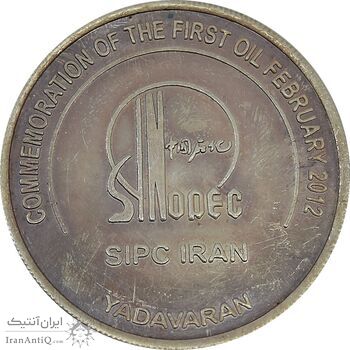 COMMEMORATION OF THE FIRST OIL FEBRUARY 2012
SINOPEC
SIPC IRAN
YADAVARAN
ایران آنتیک
IranAntiQ.com